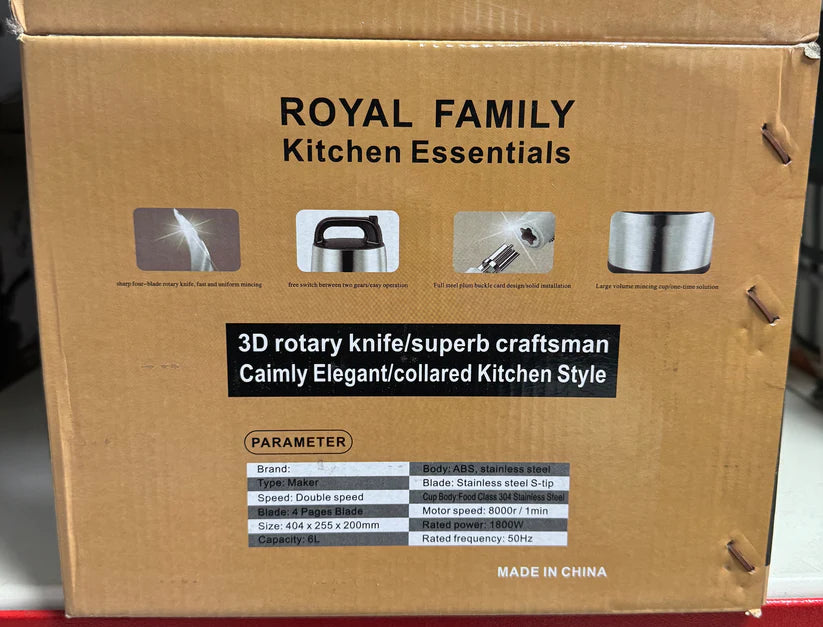 ROYAL FAMILY
Kitchen Essentials
sharp four-blade rotary knife, fast and uniform mincing
free switch between two gears/easy operation
Full steel plum buckle card design/solid installation
Large volume mincing cup/one-time solution
3D rotary knife/superb craftsman
Caimly Elegant/collared Kitchen Style
PARAMETER
Brand:
Body: ABS, stainless steel
Type: Maker
Blade: Stainless steel S-tip
Speed: Double speed
Cup Body:Food Class 304 Stainless Steel
Blade: 4 Pages Blade
Motor speed: 8000r / 1min
Size: 404 x 255 x 200mm
Rated power: 1800W
Capacity: 6L
Rated frequency: 50Hz
MADE IN CHINA